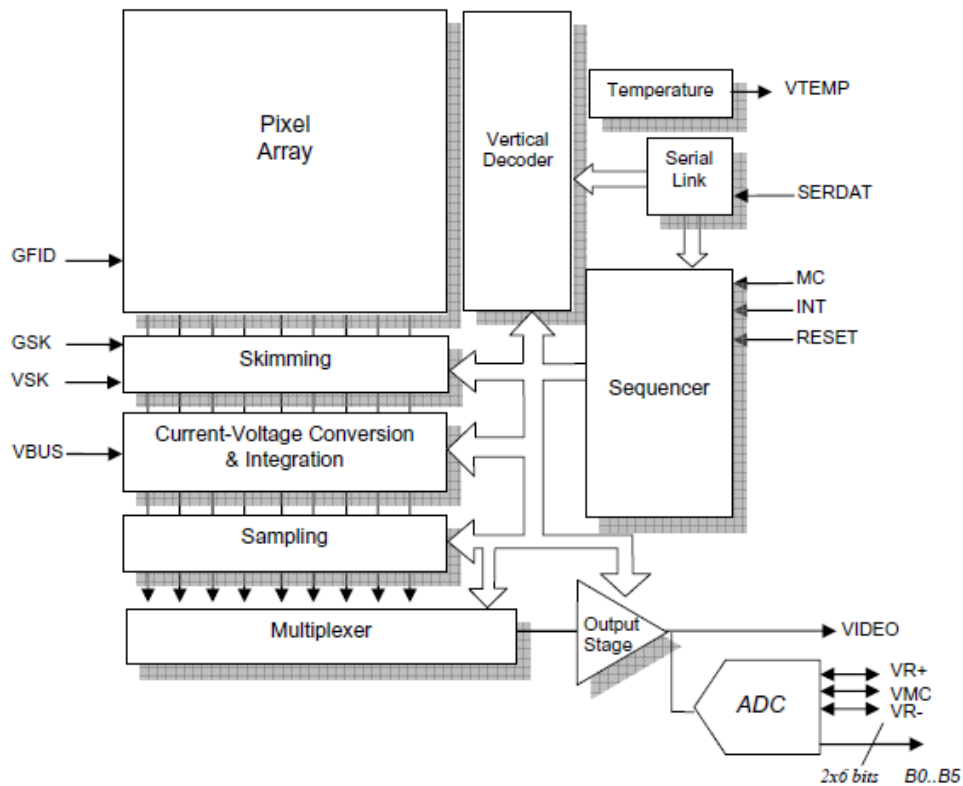 Pixel
Array
Vertical
Decoder
Temperature
VTEMP
Serial
Link
SERDAT
GFID
MC
INT
RESET
GSK
Skimming
VSK
Sequencer
VBUS
Current-Voltage Conversion
& Integration
Sampling
Multiplexer
Output
Stage
VIDEO
ADC
VR+
VMC
VR-
2x6 bits B0..B5